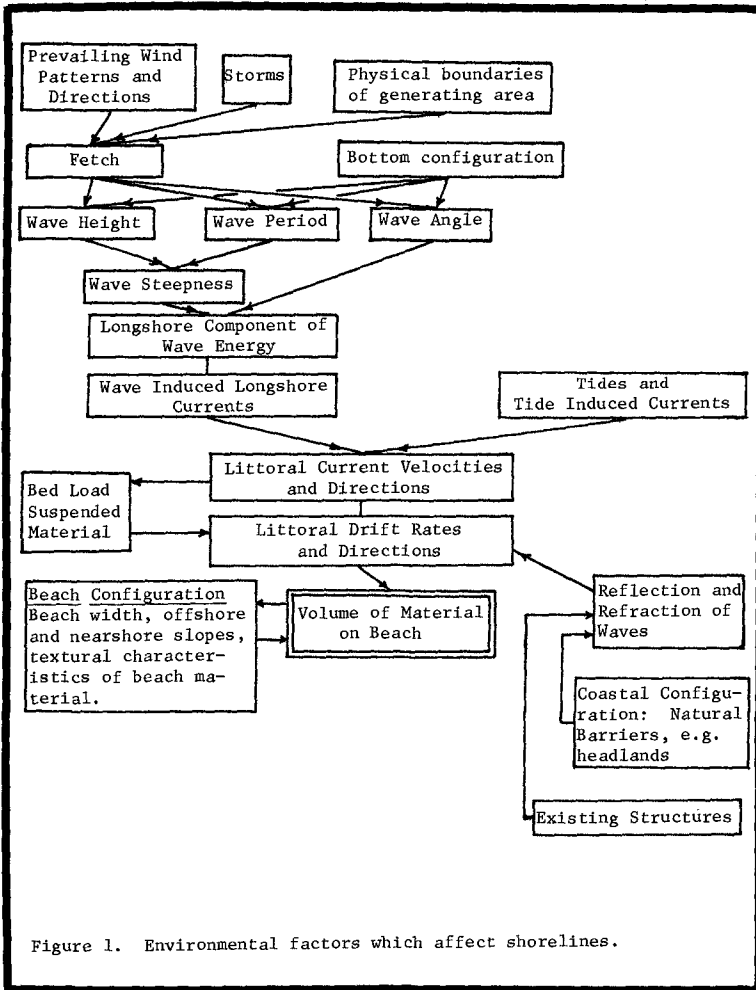 Prevailing Wind
Patterns and
Directions
Storms
Physical boundaries
of generating area
Fetch
Bottom configuration
Wave Height
Wave Period
Wave Angle
Wave Steepness
Longshore Component of
Wave Energy
Wave Induced Longshore
Currents
Tides and
Tide Induced Currents
Littoral Current Velocities
and Directions
Bed Load
Suspended
Material
Littoral Drift Rates
and Directions
Beach Configuration
Beach width, offshore
and nearshore slopes,
textural character-
istics of beach ma-
terial.
Volume of Material
on Beach
Reflection and
Refraction of
Waves
Coastal Configu-
ration: Natural
Barriers, e.g.
headlands
Existing Structures
Figure 1. Environmental factors which affect shorelines.